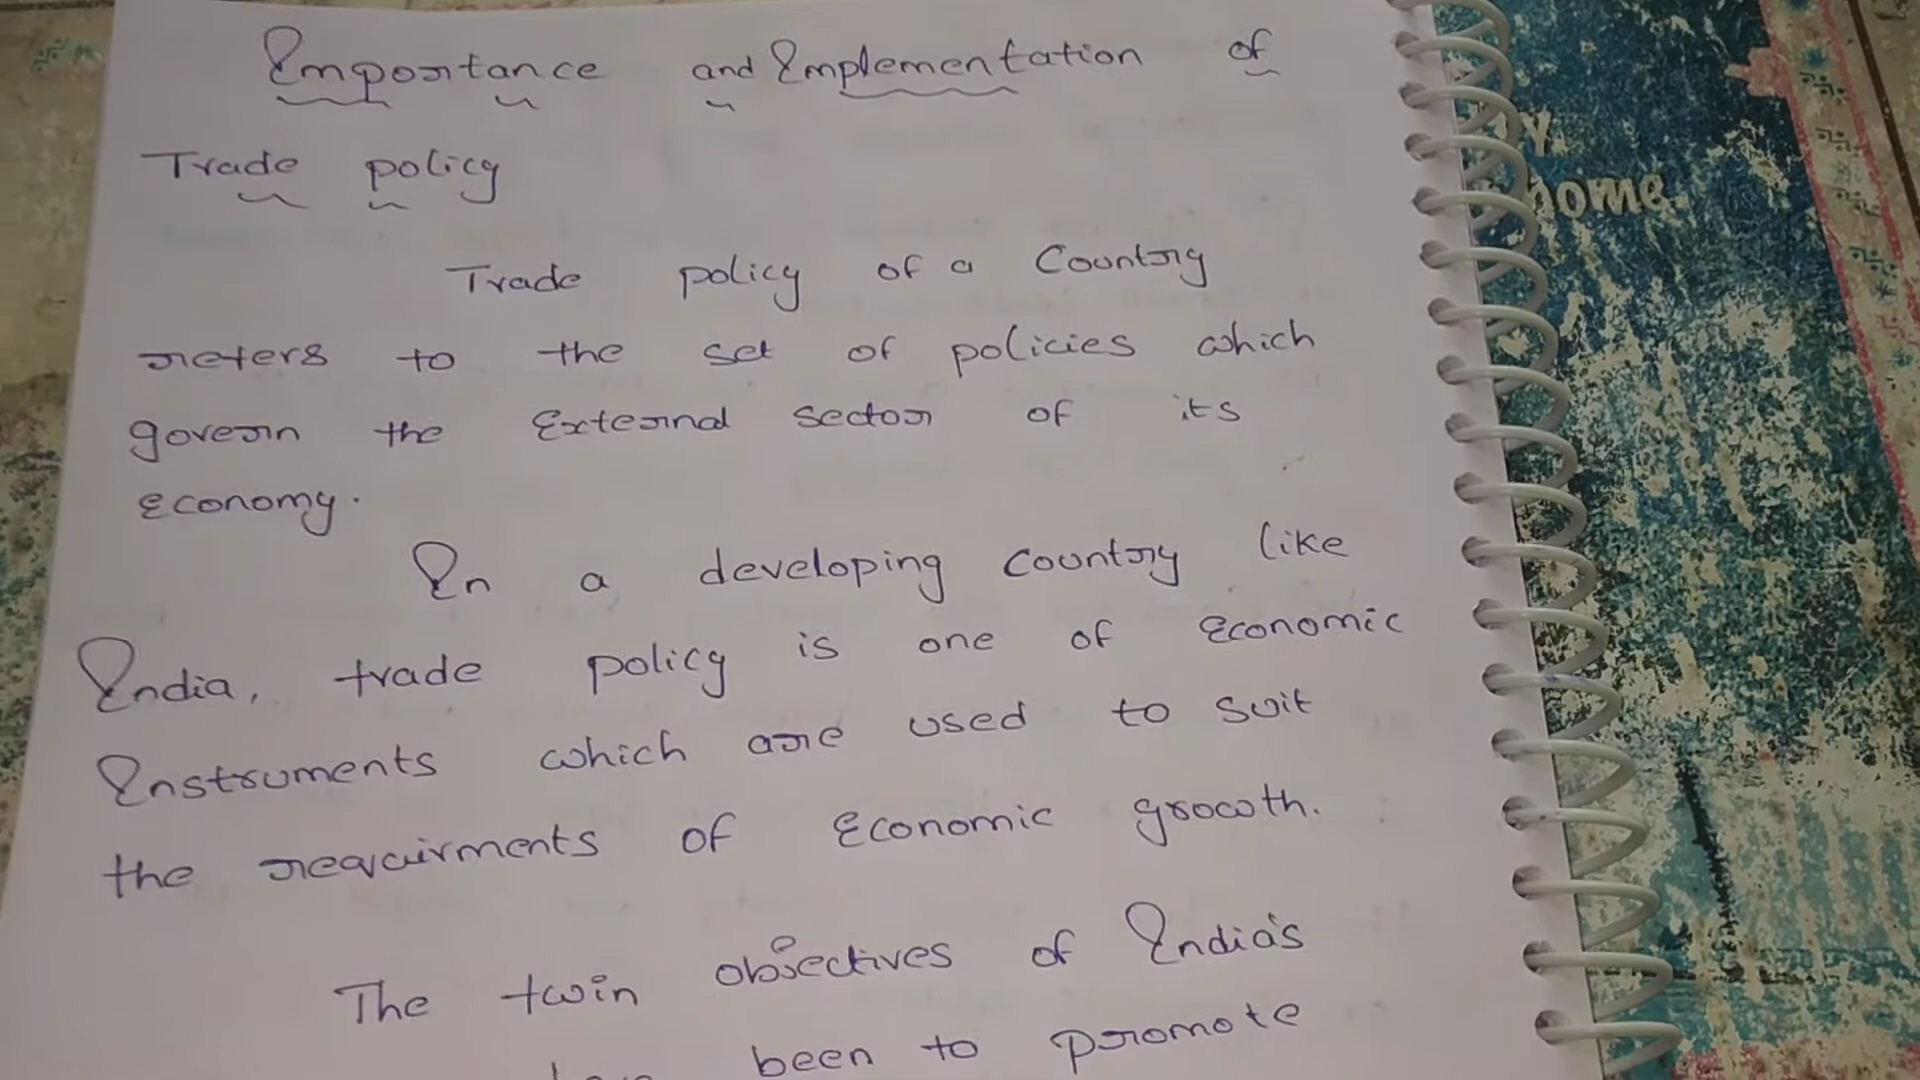 Importance and Implementation of
Trade policy
Trade policy of a Country
refers to the set of policies which
govern the External sector of its
Economy.
In a developing country like
India, trade policy is one of Economic
Instruments which are used to suit
the requirments of Economic growth.
The twin objectives of India's
been to promote
home.